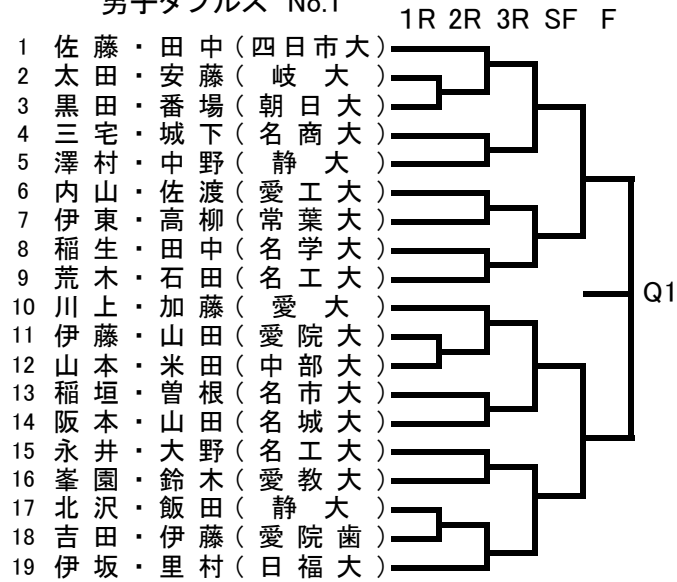 男子ダブルス No.1
1R 2R 3R SF F
1 佐藤・田中(四日市大)
2 太田・安藤(岐大)
3 黒田・番場(朝日大)
4 三宅・城下(名商大)
5 澤村・中野(静大)
6 内山・佐渡(愛工大)
7 伊東・高柳(常葉大)
8 稲生・田中(名学大)
9 荒木・石田(名工大)
10 川上・加藤(愛大)
11 伊藤・山田(愛院大)
12 山本・米田(中部大)
13 稲垣・曽根(名市大)
14 阪本・山田(名城大)
15 永井・大野(名工大)
16 峯園・鈴木(愛教大)
17 北沢・飯田(静大)
18 吉田・伊藤(愛院歯)
19 伊坂・里村(日福大)
Q1